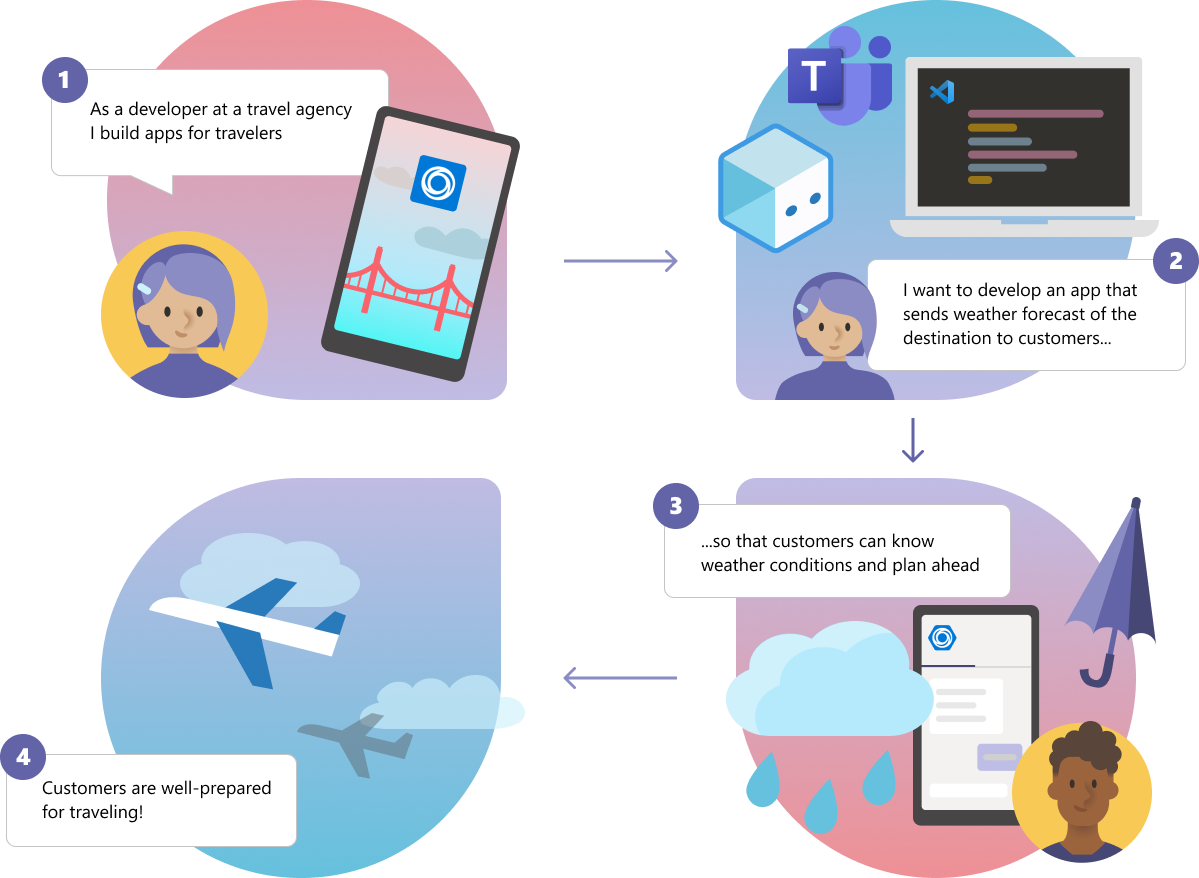 1
As a developer at a travel agency
I build apps for travelers
T
2
I want to develop an app that
sends weather forecast of the
destination to customers...
3
...so that customers can know
weather conditions and plan ahead
4
Customers are well-prepared
for traveling!